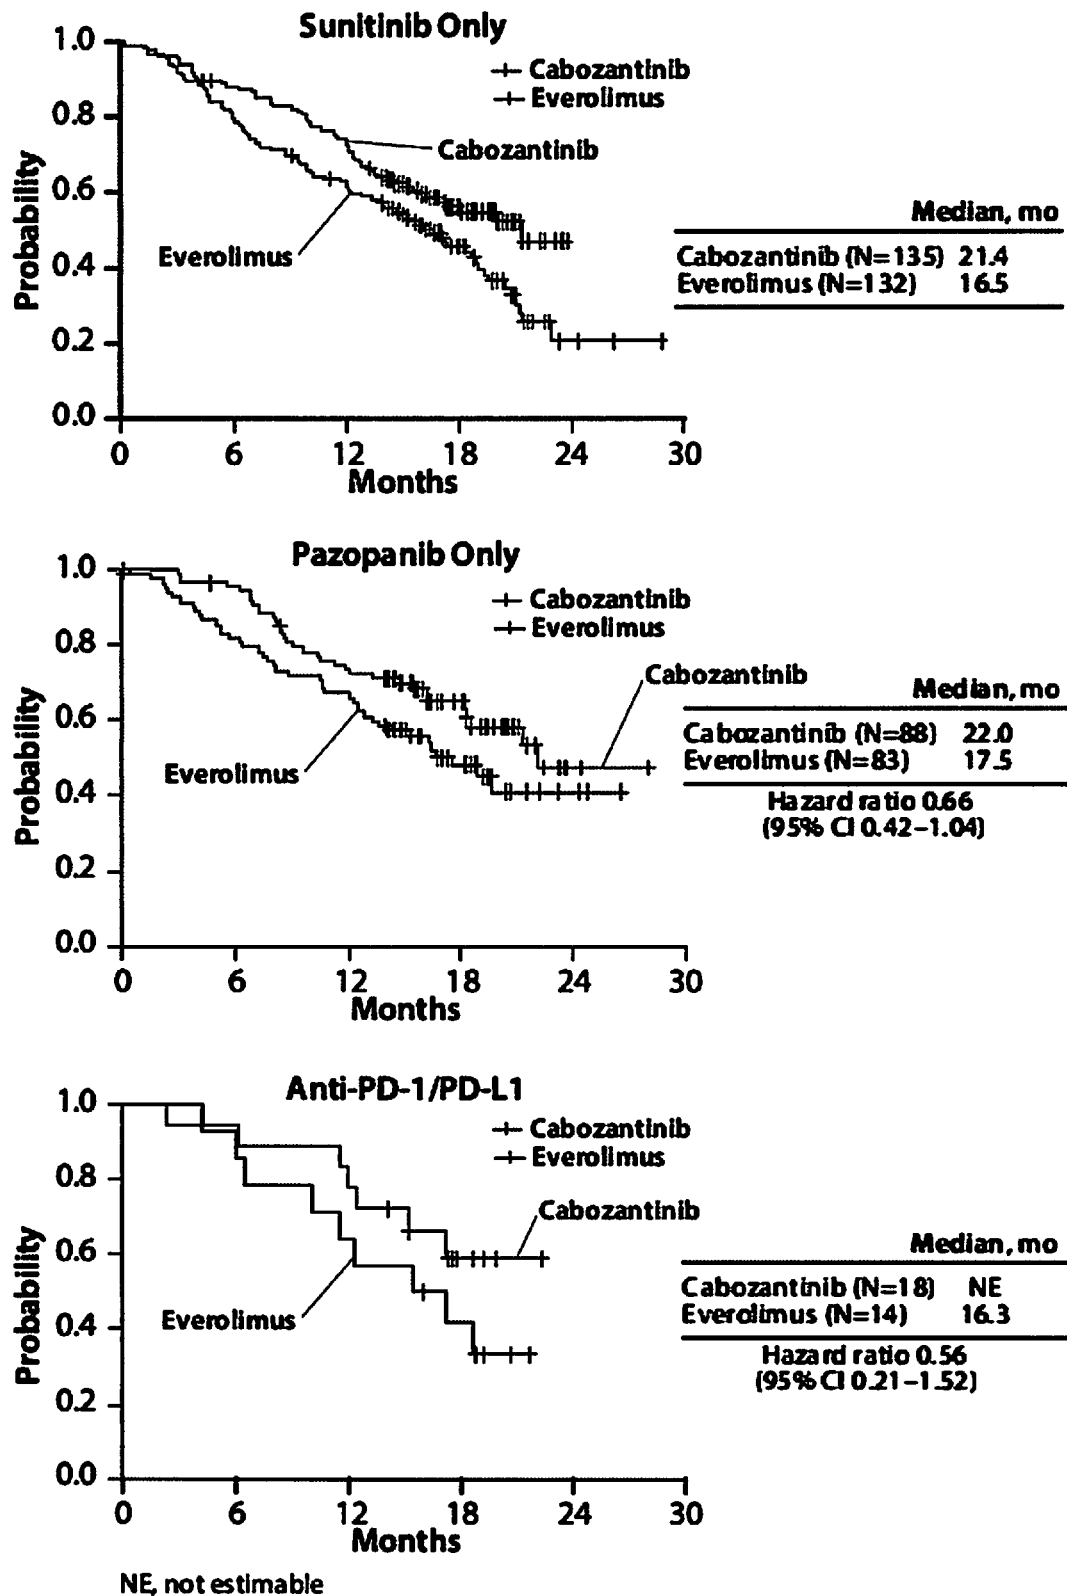 Sunitinib Only
Cabozantinib
Everolimus
Cabozantinib
Everolimus
Probability
1.0
0.8
0.6
0.4
0.2
0.0
0 6 12 18 24 30
Months
Median, mo
Cabozantinib (N=135) 21.4
Everolimus (N=132) 16.5
Pazopanib Only
Cabozantinib
Everolimus
Cabozantinib
Everolimus
Probability
1.0
0.8
0.6
0.4
0.2
0.0
0 6 12 18 24 30
Months
Median, mo
Cabozantinib (N=88) 22.0
Everolimus (N=83) 17.5
Hazard ratio 0.66
(95% CI 0.42–1.04)
Anti-PD-1/PD-L1
Cabozantinib
Everolimus
Cabozantinib
Everolimus
Probability
1.0
0.8
0.6
0.4
0.2
0.0
0 6 12 18 24 30
Months
Median, mo
Cabozantinib (N=18) NE
Everolimus (N=14) 16.3
Hazard ratio 0.56
(95% CI 0.21–1.52)
NE, not estimable